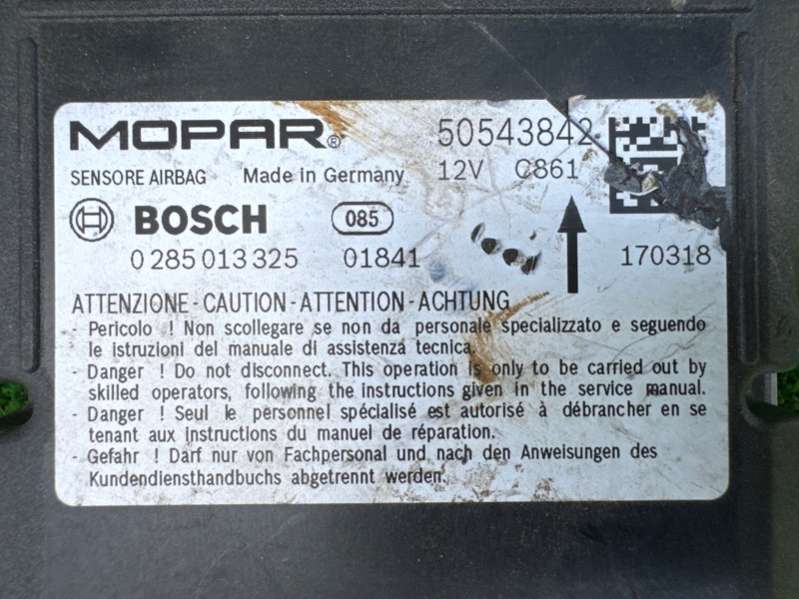 MOPAR® 50543842
SENSORE AIRBAG Made in Germany 12V C861
BOSCH 085
0 285 013 325 01841 170318
ATTENZIONE - CAUTION - ATTENTION - ACHTUNG
- Pericolo ! Non scollegare se non da personale specializzato e seguendo
le istruzioni del manuale di assistenza tecnica.
- Danger ! Do not disconnect. This operation is only to be carried out by
skilled operators, following the instructions given in the service manual.
- Danger ! Seul le personnel spécialisé est autorisé à débrancher en se
tenant aux instructions du manuel de réparation.
- Gefahr ! Darf nur von Fachpersonal und nach den Anweisungen des
Kundendiensthandbuchs abgetrennt werden.